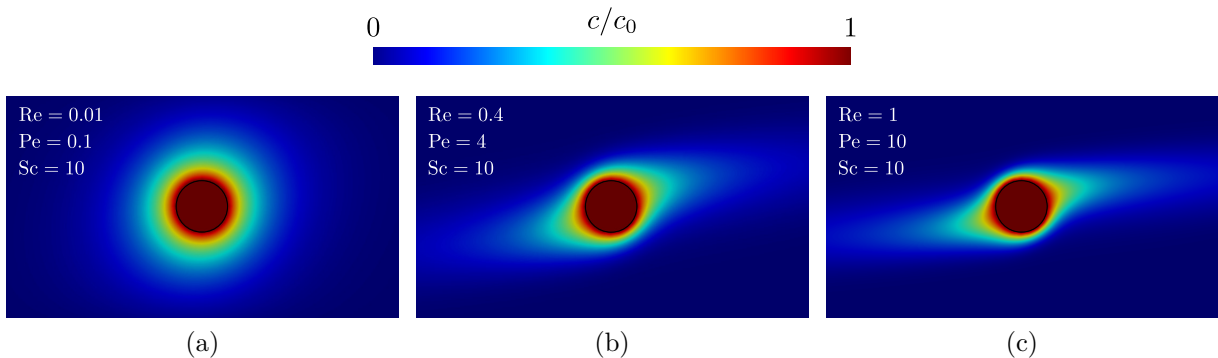 c/c₀
0 1
Re = 0.01
Pe = 0.1
Sc = 10
(a)
Re = 0.4
Pe = 4
Sc = 10
(b)
Re = 1
Pe = 10
Sc = 10
(c)